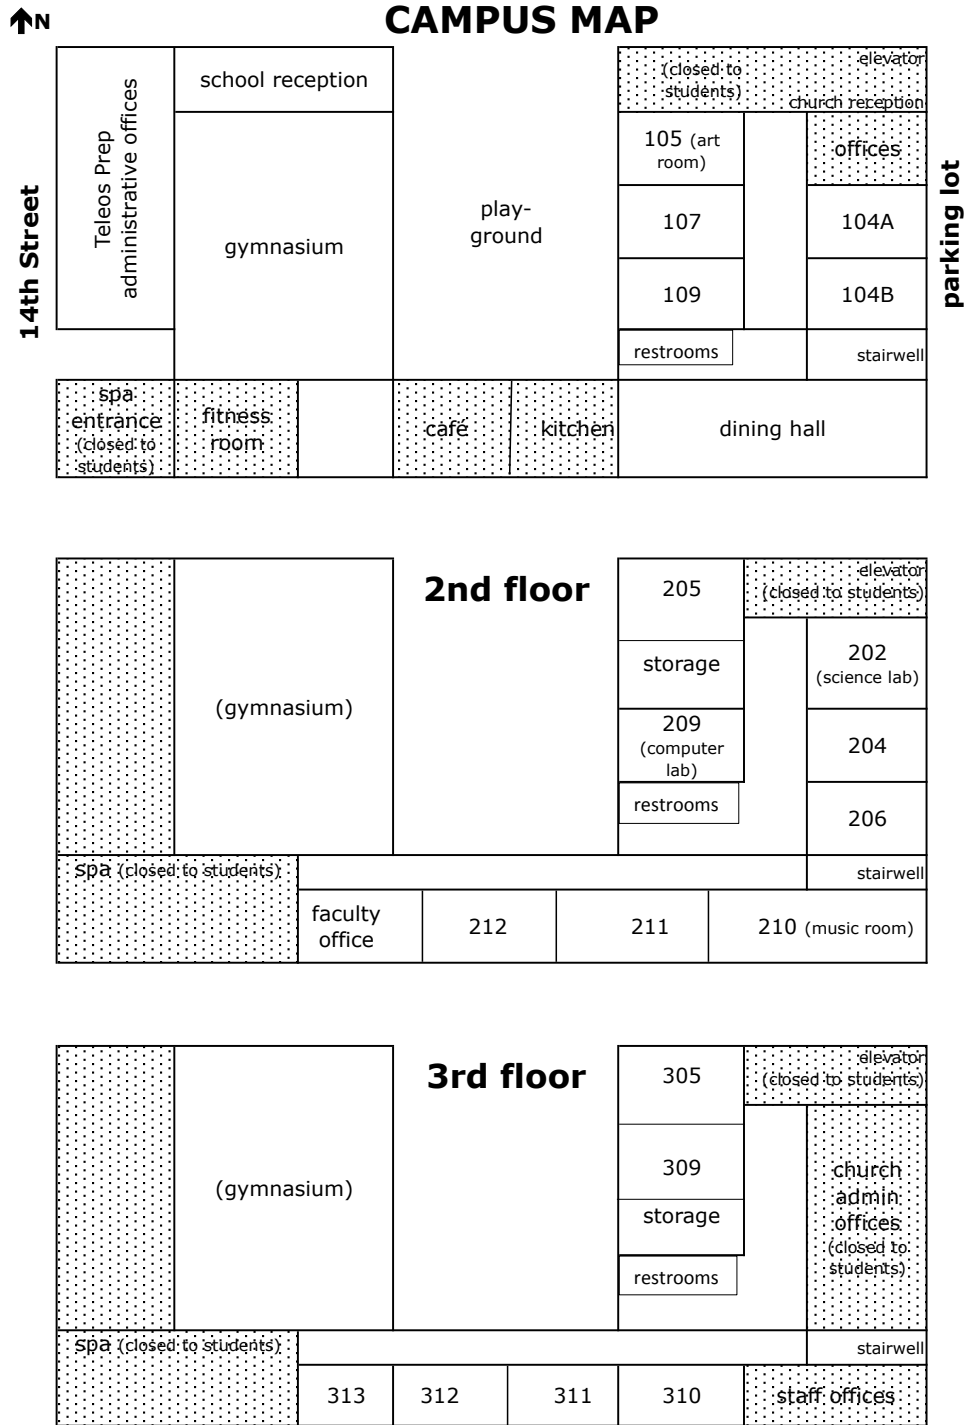 N
CAMPUS MAP
14th Street
Teleos Prep
administrative offices
school reception
gymnasium
play-
ground
(closed to
students)
elevator
church reception
105 (art
room)
offices
107
104A
109
104B
restrooms
stairwell
parking lot
spa
entrance
(closed to
students)
fitness
room
café
kitchen
dining hall
2nd floor
(gymnasium)
205
elevator
(closed to students)
storage
202
(science lab)
209
(computer
lab)
204
restrooms
206
spa (closed to students)
stairwell
faculty
office
212
211
210 (music room)
3rd floor
(gymnasium)
305
elevator
(closed to students)
309
storage
church
admin
offices
(closed to
students)
restrooms
spa (closed to students)
stairwell
313
312
311
310
staff offices